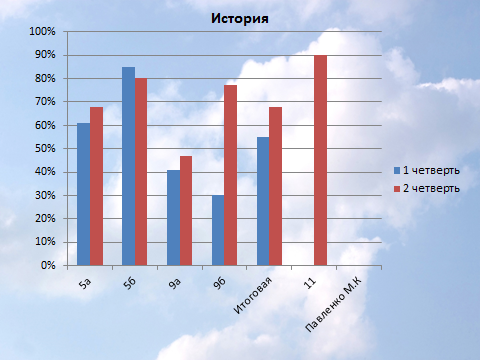 История
100%
90%
80%
70%
60%
50%
40%
30%
20%
10%
0%
5а
5б
9а
9б
Итоговая
11
Павленко М.К
1 четверть
2 четверть